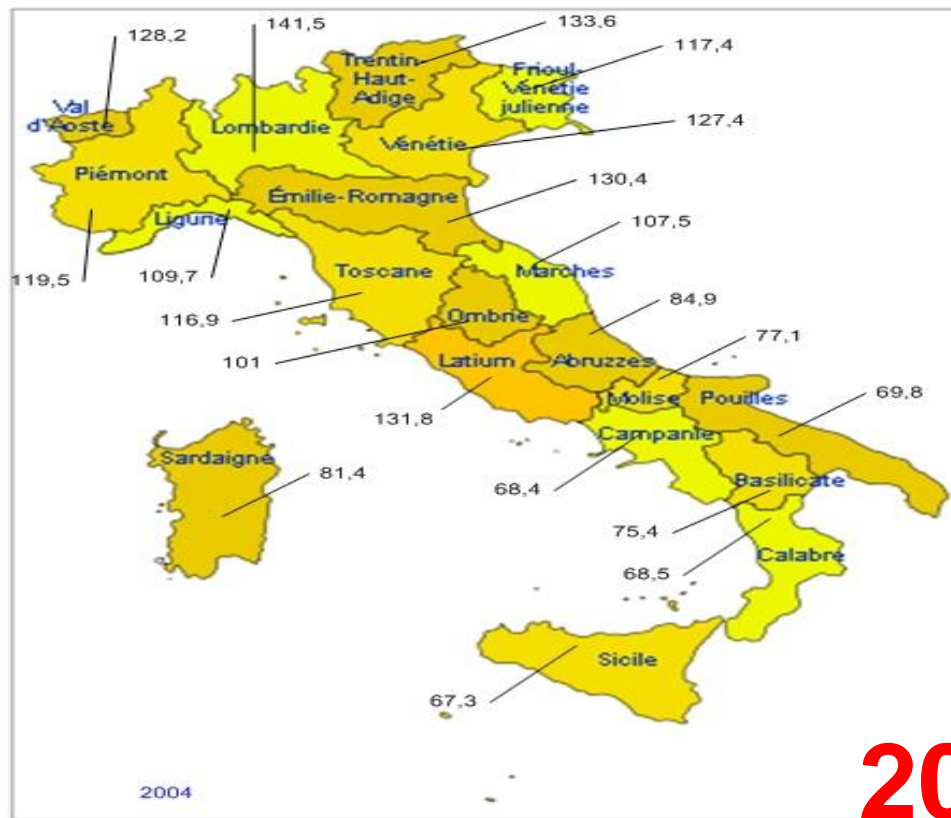 141,5
133,6
128,2
117,4
Trentin-
Haut-
Adige
Frioul-
Vénétie
julienne
Val
d'Aoste
Lombardie
127,4
Vénétie
Piémont
130,4
Émilie-Romagne
107,5
Ligurie
Toscane
Marches
119,5
109,7
84,9
116,9
Ombrie
77,1
101
Latium
Abruzzes
Molise
Pouilles
69,8
131,8
Campanie
Sardaigne
81,4
68,4
Basilicate
75,4
Calabre
68,5
Sicile
67,3
2004
20